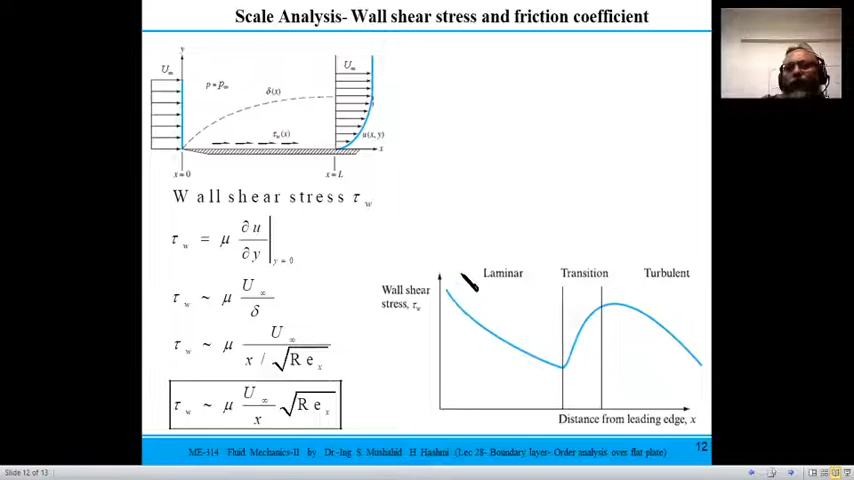 Scale Analysis- Wall shear stress and friction coefficient
y
U∞
p = p∞
δ(x)
U∞
τw(x)
u(x, y)
x
x = 0
x = L
Wall shear stress τw
τw = μ ∂u/∂y |y=0
τw ~ μ U∞/δ
τw ~ μ U∞/(x / √Rex)
τw ~ μ U∞/x √Rex
Laminar
Transition
Turbulent
Wall shear
stress, τw
Distance from leading edge, x
ME-314 Fluid Mechanics-II by Dr.-Ing S. Mushahid H Hashmi (Lec 28- Boundary layer- Order analysis over flat plate)
12
Slide 12 of 13